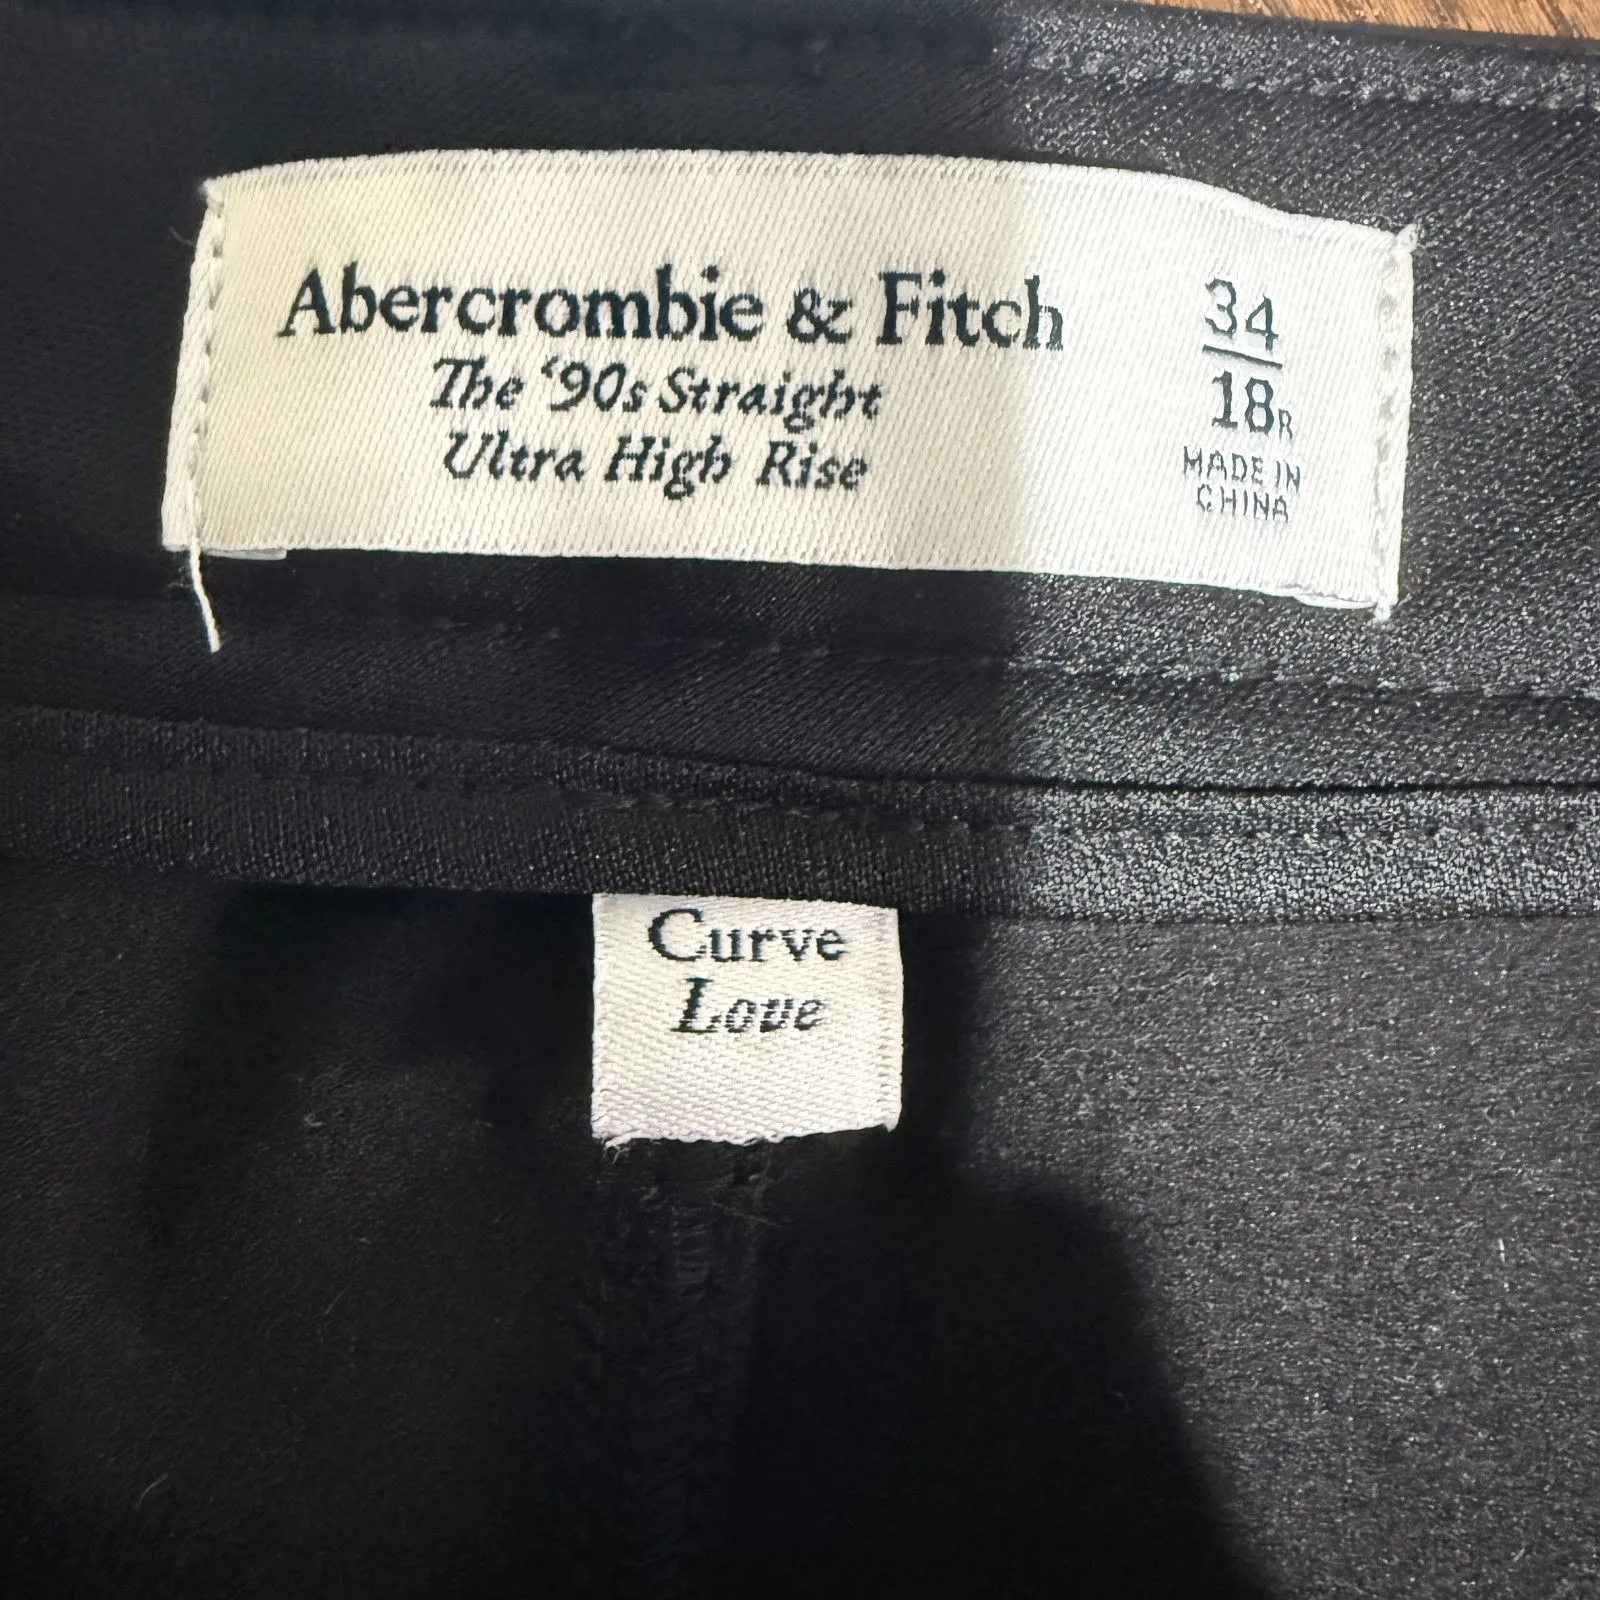 Abercrombie & Fitch
The '90s Straight
Ultra High Rise
34
18R
MADE IN
CHINA
Curve
Love